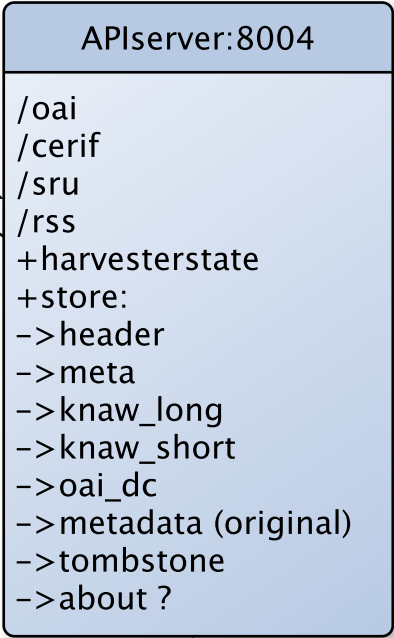 APIserver:8004
/oai
/cerif
/sru
/rss
+harvesterstate
+store:
->header
->meta
->knaw_long
->knaw_short
->oai_dc
->metadata (original)
->tombstone
->about ?